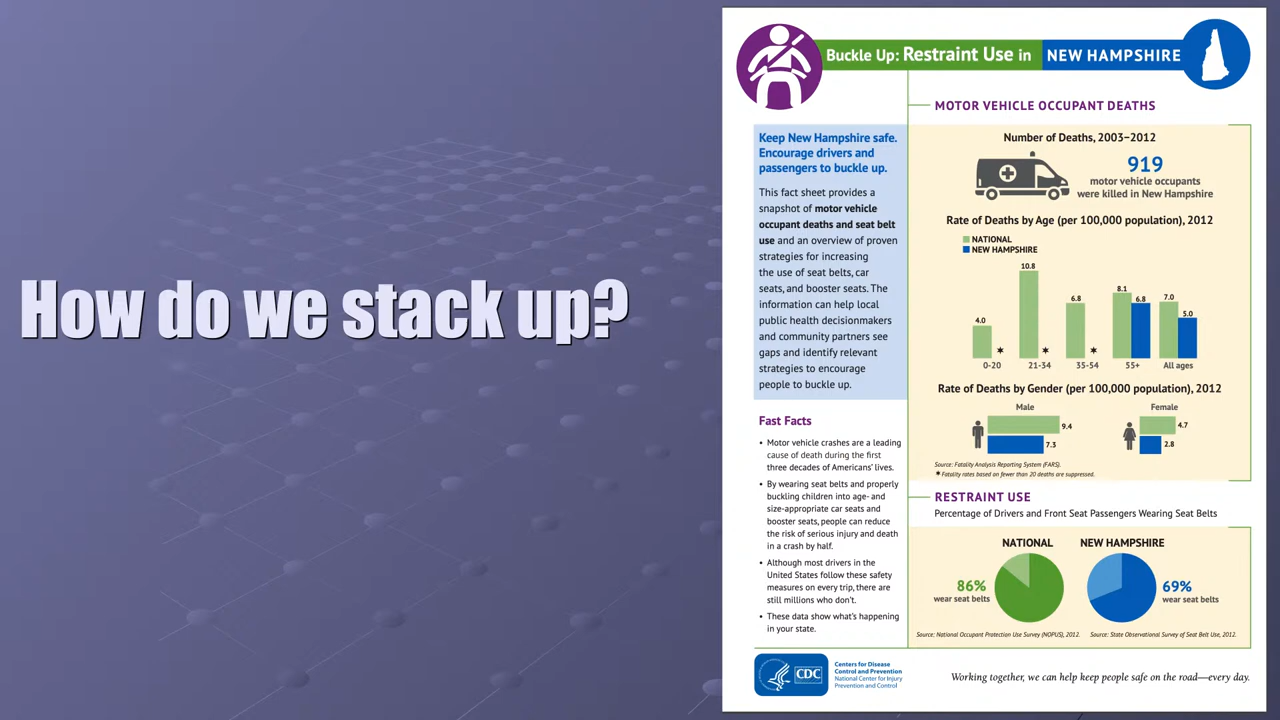 How do we stack up?
Buckle Up: Restraint Use in NEW HAMPSHIRE
Keep New Hampshire safe.
Encourage drivers and
passengers to buckle up.
This fact sheet provides a
snapshot of motor vehicle
occupant deaths and seat belt
use and an overview of proven
strategies for increasing
the use of seat belts, car
seats, and booster seats. The
information can help local
public health decisionmakers
and community partners see
gaps and identify relevant
strategies to encourage
people to buckle up.
Fast Facts
• Motor vehicle crashes are a leading
cause of death during the first
three decades of Americans' lives.
• By wearing seat belts and properly
buckling children into age- and
size-appropriate car seats and
booster seats, people can reduce
the risk of serious injury and death
in a crash by half.
• Although most drivers in the
United States follow these safety
measures on every trip, there are
still millions who don't.
• These data show what's happening
in your state.
MOTOR VEHICLE OCCUPANT DEATHS
Number of Deaths, 2003–2012
919
motor vehicle occupants
were killed in New Hampshire
Rate of Deaths by Age (per 100,000 population), 2012
NATIONAL
NEW HAMPSHIRE
4.0
10.8
6.8
8.1
6.8
7.0
5.0
✶ ✶ ✶
0-20 21-34 35-54 55+ All ages
Rate of Deaths by Gender (per 100,000 population), 2012
Male Female
9.4
7.3
4.7
2.8
Source: Fatality Analysis Reporting System (FARS).
✶ Fatality rates based on fewer than 20 deaths are suppressed.
RESTRAINT USE
Percentage of Drivers and Front Seat Passengers Wearing Seat Belts
NATIONAL NEW HAMPSHIRE
86%
wear seat belts
69%
wear seat belts
Source: National Occupant Protection Use Survey (NOPUS), 2012. Source: State Observational Survey of Seat Belt Use, 2012.
CDC
Centers for Disease
Control and Prevention
National Center for Injury
Prevention and Control
Working together, we can help keep people safe on the road—every day.